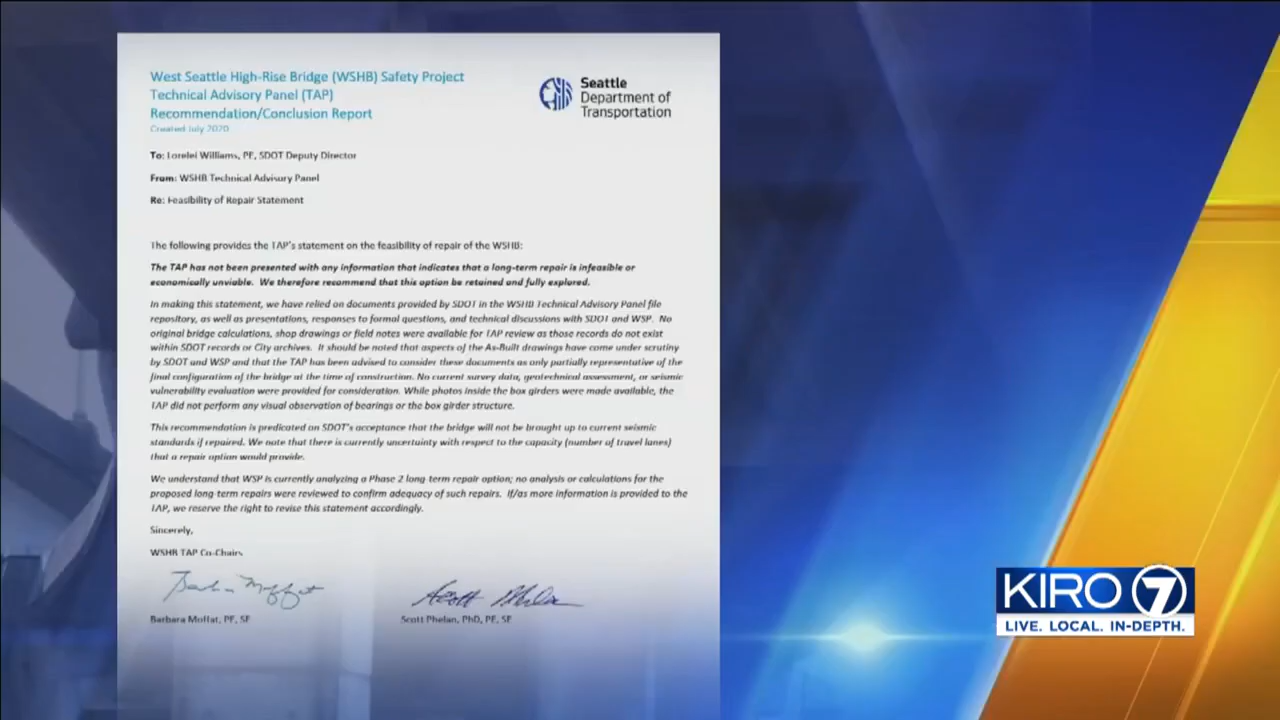 West Seattle High-Rise Bridge (WSHB) Safety Project
Technical Advisory Panel (TAP)
Recommendation/Conclusion Report
Created July 2020
Seattle
Department of
Transportation
To: Lorelei Williams, PE, SDOT Deputy Director
From: WSHB Technical Advisory Panel
Re: Feasibility of Repair Statement
The following provides the TAP's statement on the feasibility of repair of the WSHB:
The TAP has not been presented with any information that indicates that a long-term repair is infeasible or
economically unviable. We therefore recommend that this option be retained and fully explored.
In making this statement, we have relied on documents provided by SDOT in the WSHB Technical Advisory Panel file
repository, as well as presentations, responses to formal questions, and technical discussions with SDOT and WSP. No
original bridge calculations, shop drawings or field notes were available for TAP review as those records do not exist
within SDOT records or City archives. It should be noted that aspects of the As-Built drawings have come under scrutiny
by SDOT and WSP and that the TAP has been advised to consider these documents as only partially representative of the
final configuration of the bridge at the time of construction. No current survey data, geotechnical assessment, or seismic
vulnerability evaluation were provided for consideration. While photos inside the box girders were made available, the
TAP did not perform any visual observation of bearings or the box girder structure.
This recommendation is predicated on SDOT's acceptance that the bridge will not be brought up to current seismic
standards if repaired. We note that there is currently uncertainty with respect to the capacity (number of travel lanes)
that a repair option would provide.
We understand that WSP is currently analyzing a Phase 2 long-term repair option; no analysis or calculations for the
proposed long-term repairs were reviewed to confirm adequacy of such repairs. If/as more information is provided to the
TAP, we reserve the right to revise this statement accordingly.
Sincerely,
WSHB TAP Co-Chairs
Barbara Moffat
Scott Phelan
Barbara Moffat, PE, SE
Scott Phelan, PhD, PE, SE
KIRO 7
LIVE. LOCAL. IN-DEPTH.